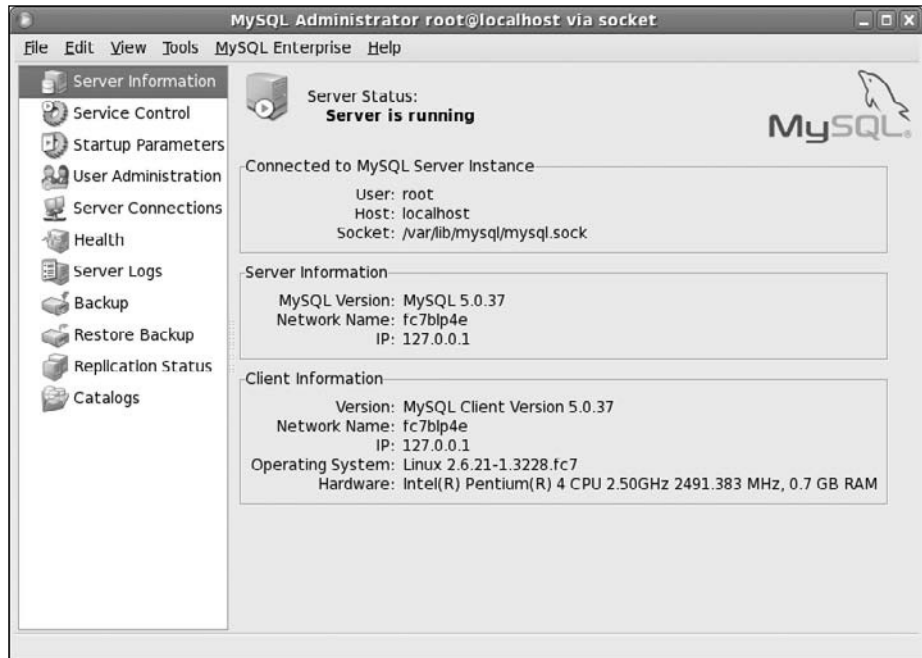 MySQL Administrator root@localhost via socket
File Edit View Tools MySQL Enterprise Help
Server Information
Service Control
Startup Parameters
User Administration
Server Connections
Health
Server Logs
Backup
Restore Backup
Replication Status
Catalogs
Server Status:
Server is running
MySQL®
Connected to MySQL Server Instance
User: root
Host: localhost
Socket: /var/lib/mysql/mysql.sock
Server Information
MySQL Version: MySQL 5.0.37
Network Name: fc7blp4e
IP: 127.0.0.1
Client Information
Version: MySQL Client Version 5.0.37
Network Name: fc7blp4e
IP: 127.0.0.1
Operating System: Linux 2.6.21-1.3228.fc7
Hardware: Intel(R) Pentium(R) 4 CPU 2.50GHz 2491.383 MHz, 0.7 GB RAM